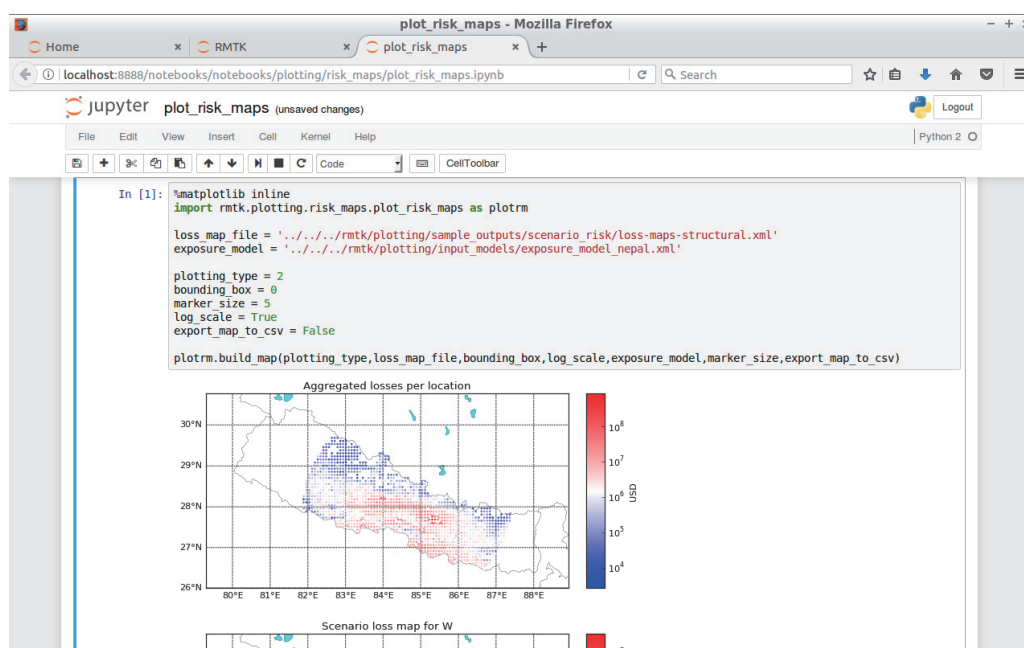 plot_risk_maps - Mozilla Firefox
Home × RMTK × plot_risk_maps × +
localhost:8888/notebooks/notebooks/plotting/risk_maps/plot_risk_maps.ipynb Search
jupyter plot_risk_maps (unsaved changes) Logout
File Edit View Insert Cell Kernel Help Python 2
Code CellToolbar
In [1]: %matplotlib inline
import rmtk.plotting.risk_maps.plot_risk_maps as plotrm
loss_map_file = '../../../rmtk/plotting/sample_outputs/scenario_risk/loss-maps-structural.xml'
exposure_model = '../../../rmtk/plotting/input_models/exposure_model_nepal.xml'
plotting_type = 2
bounding_box = 0
marker_size = 5
log_scale = True
export_map_to_csv = False
plotrm.build_map(plotting_type,loss_map_file,bounding_box,log_scale,exposure_model,marker_size,export_map_to_csv)
Aggregated losses per location
30°N
29°N
28°N
27°N
26°N
80°E 81°E 82°E 83°E 84°E 85°E 86°E 87°E 88°E
10⁸
10⁷
10⁶
10⁵
10⁴
USD
Scenario loss map for W